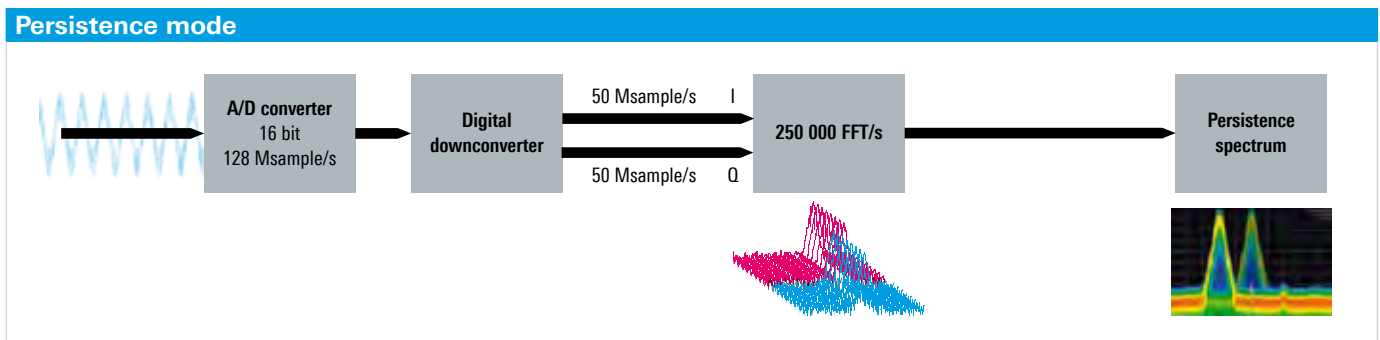 Persistence mode
A/D converter
16 bit
128 Msample/s
Digital
downconverter
50 Msample/s I
50 Msample/s Q
250 000 FFT/s
Persistence
spectrum